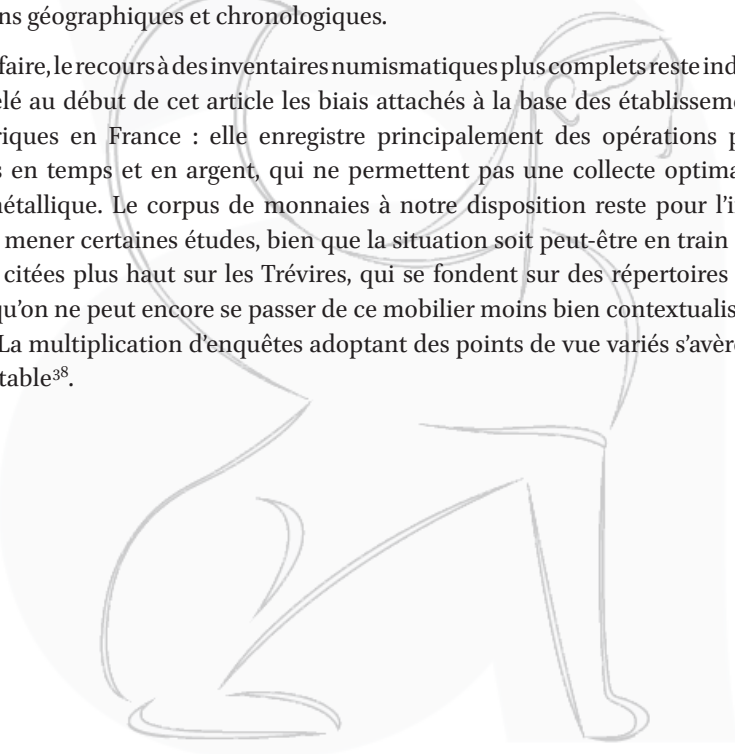 ns géographiques et chronologiques.
faire, le recours à des inventaires numismatiques plus complets reste ind
elé au début de cet article les biais attachés à la base des établisseme
riques en France : elle enregistre principalement des opérations p
s en temps et en argent, qui ne permettent pas une collecte optima
métallique. Le corpus de monnaies à notre disposition reste pour l'i
mener certaines études, bien que la situation soit peut-être en train
citées plus haut sur les Trévires, qui se fondent sur des répertoires
qu'on ne peut encore se passer de ce mobilier moins bien contextualis
La multiplication d'enquêtes adoptant des points de vue variés s'avèr
table³⁸.